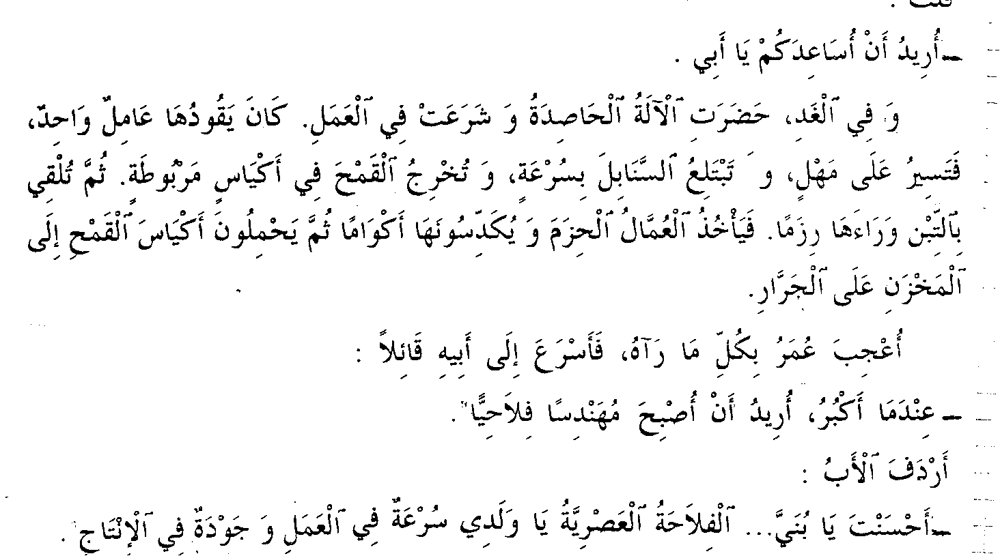 – أُرِيدُ أَنْ أُسَاعِدَكُمْ يَا أَبِي .
وَ فِي ٱلْغَدِ، حَضَرَتِ ٱلْآلَةُ ٱلْحَاصِدَةُ وَ شَرَعَتْ فِي ٱلْعَمَلِ. كَانَ يَقُودُهَا عَامِلٌ وَاحِدٌ،
فَتَسِيرُ عَلَى مَهْلٍ، وَ تَبْتَلِعُ ٱلسَّنَابِلَ بِسُرْعَةٍ، وَ تُخْرِجُ ٱلْقَمْحَ فِي أَكْيَاسٍ مَرْبُوطَةٍ. ثُمَّ تُلْقِي
بِٱلتِّبْنِ وَرَاءَهَا رِزَمًا. فَيَأْخُذُ ٱلْعُمَّالُ ٱلْحِزَمَ وَ يُكَدِّسُونَهَا أَكْوَامًا ثُمَّ يَحْمِلُونَ أَكْيَاسَ ٱلْقَمْحِ إِلَى
ٱلْمَخْزَنِ عَلَى ٱلْجَرَّارِ.
أُعْجِبَ عُمَرُ بِكُلِّ مَا رَآهُ، فَأَسْرَعَ إِلَى أَبِيهِ قَائِلاً :
– عِنْدَمَا أَكْبُرُ، أُرِيدُ أَنْ أُصْبِحَ مُهَنْدِسًا فِلاَحِيًّا".
أَرْدَفَ ٱلْأَبُ :
– أَحْسَنْتَ يَا بُنَيَّ... ٱلْفِلاَحَةُ ٱلْعَصْرِيَّةُ يَا وَلَدِي سُرْعَةٌ فِي ٱلْعَمَلِ وَ جَوْدَةٌ فِي ٱلْإِنْتَاجِ .